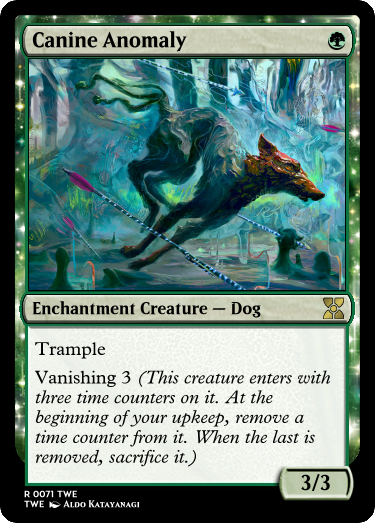 Canine Anomaly
Enchantment Creature — Dog
Trample
Vanishing 3 (This creature enters with
three time counters on it. At the
beginning of your upkeep, remove a
time counter from it. When the last is
removed, sacrifice it.)
3/3
R 0071 TWE
TWE Aldo Katayanagi